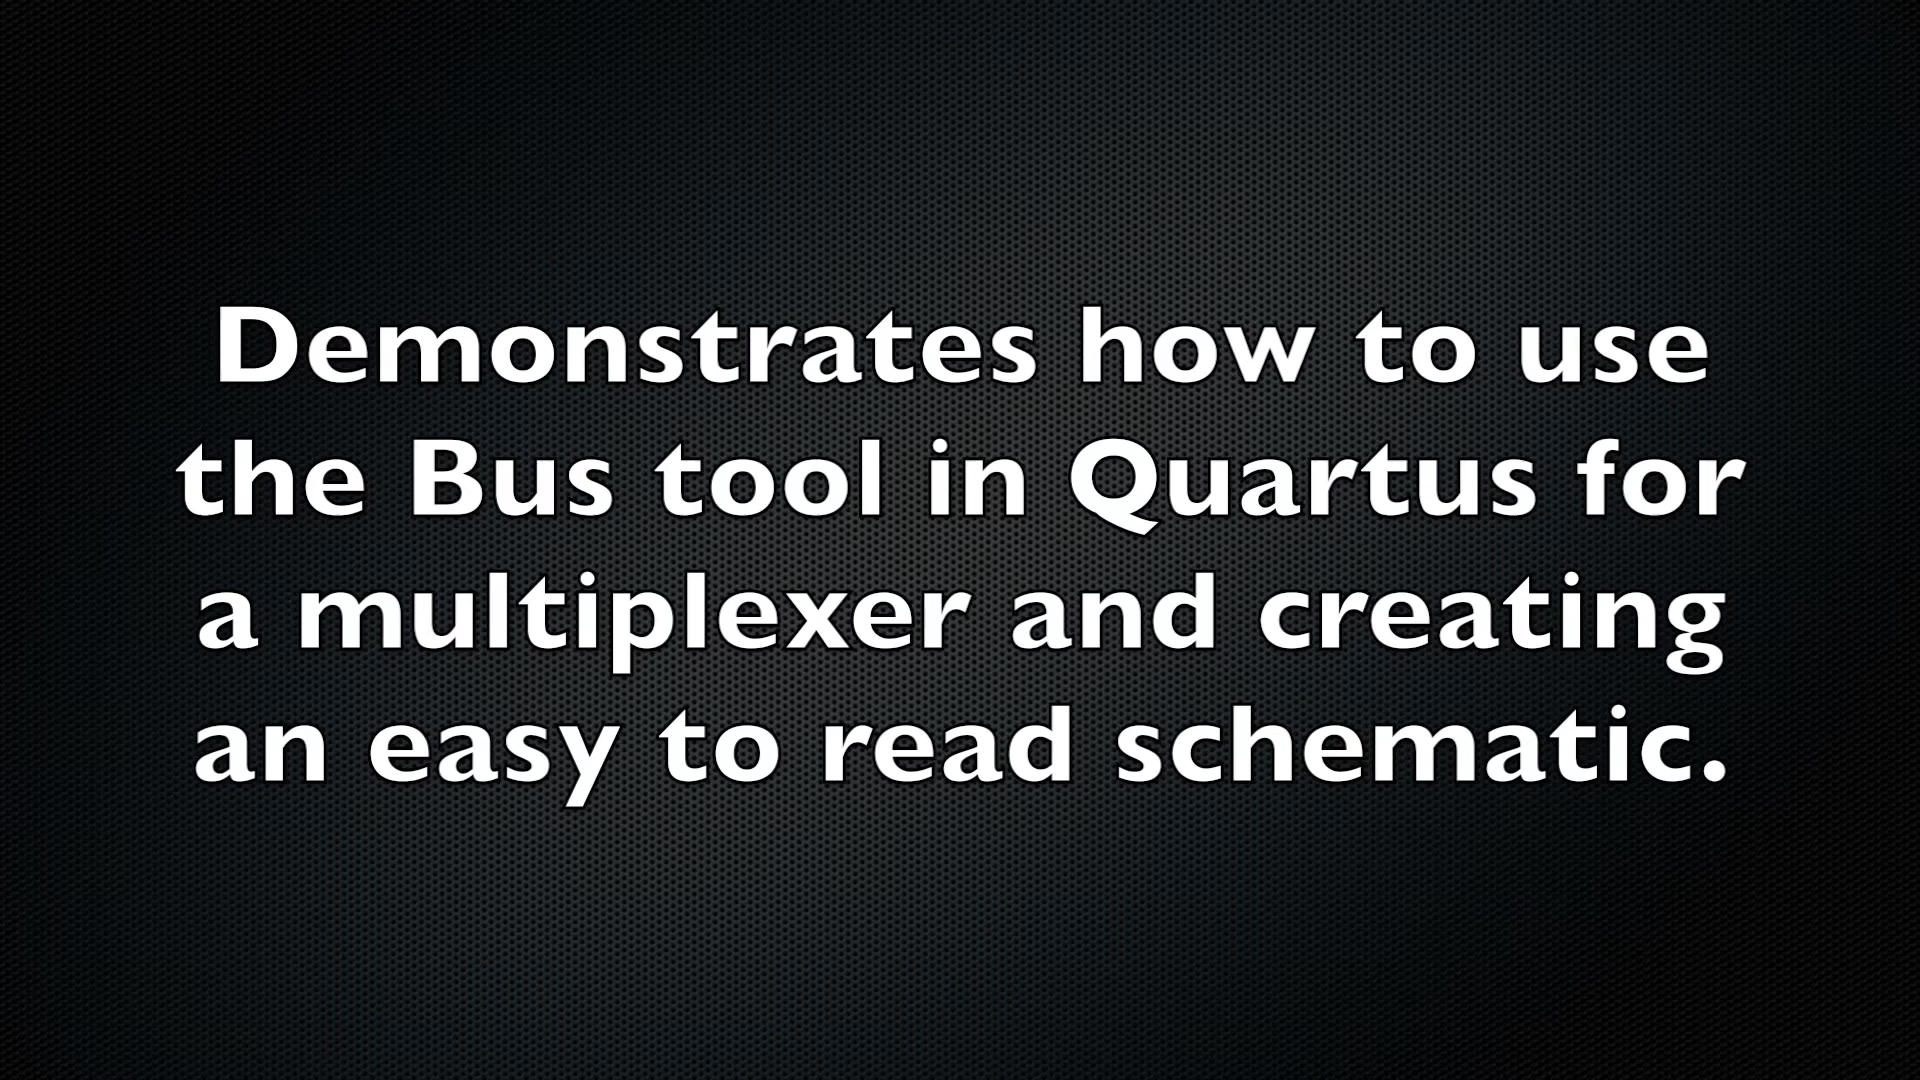 Demonstrates how to use
the Bus tool in Quartus for
a multiplexer and creating
an easy to read schematic.